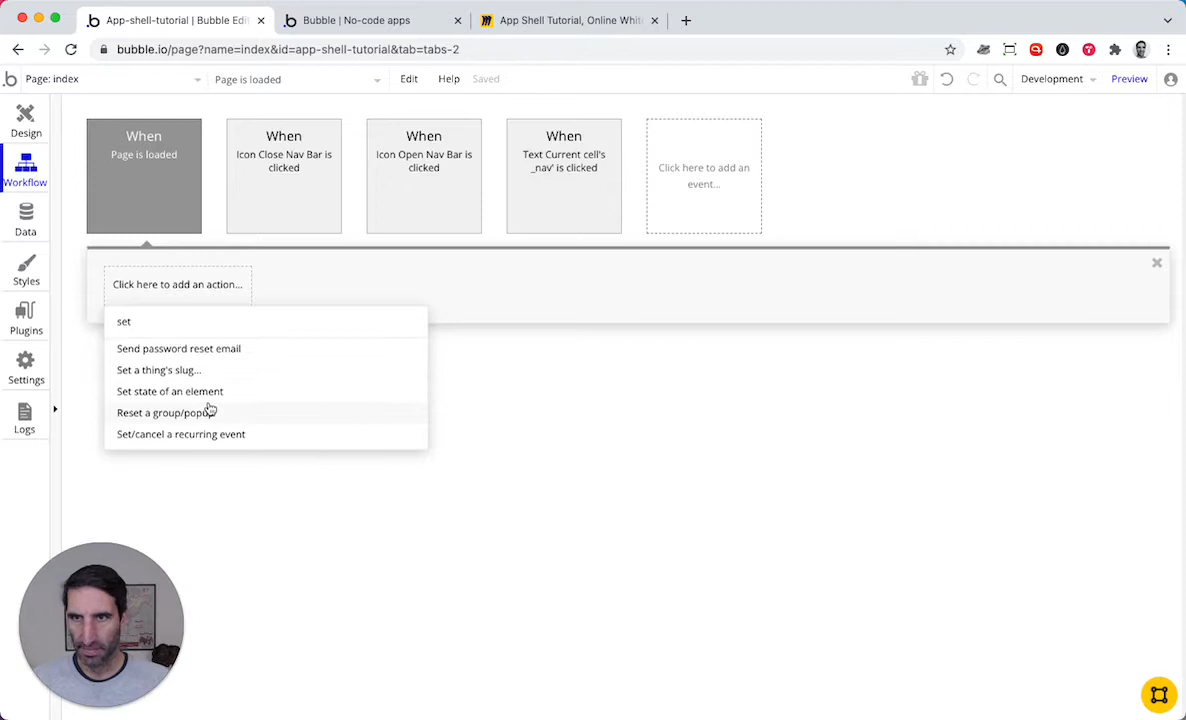 App-shell-tutorial | Bubble Edi
Bubble | No-code apps
App Shell Tutorial, Online Whit
bubble.io/page?name=index&id=app-shell-tutorial&tab=tabs-2
Page: index
Page is loaded
Edit
Help
Saved
Development
Preview
Design
Workflow
Data
Styles
Plugins
Settings
Logs
When
Page is loaded
When
Icon Close Nav Bar is
clicked
When
Icon Open Nav Bar is
clicked
When
Text Current cell's
_nav' is clicked
Click here to add an
event...
Click here to add an action...
set
Send password reset email
Set a thing's slug...
Set state of an element
Reset a group/popup
Set/cancel a recurring event